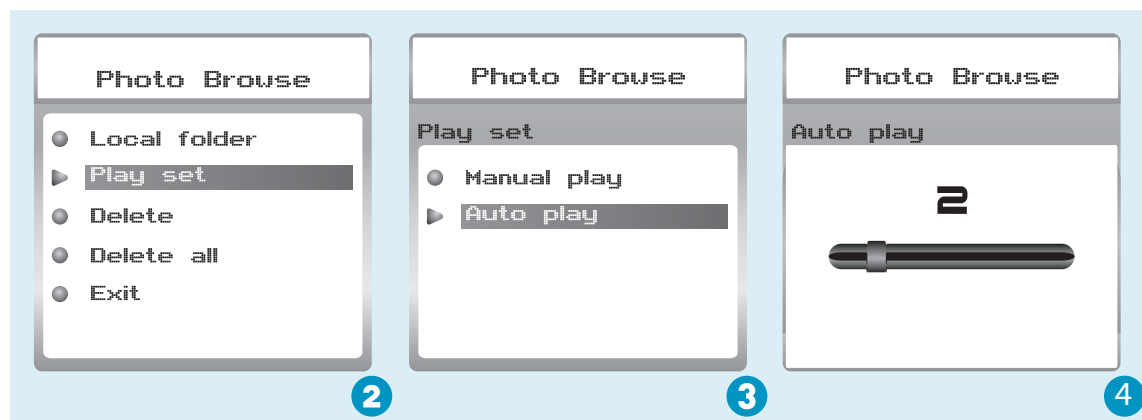 Photo Browse
Local folder
Play set
Delete
Delete all
Exit
2
Photo Browse
Play set
Manual play
Auto play
3
Photo Browse
Auto play
2
4